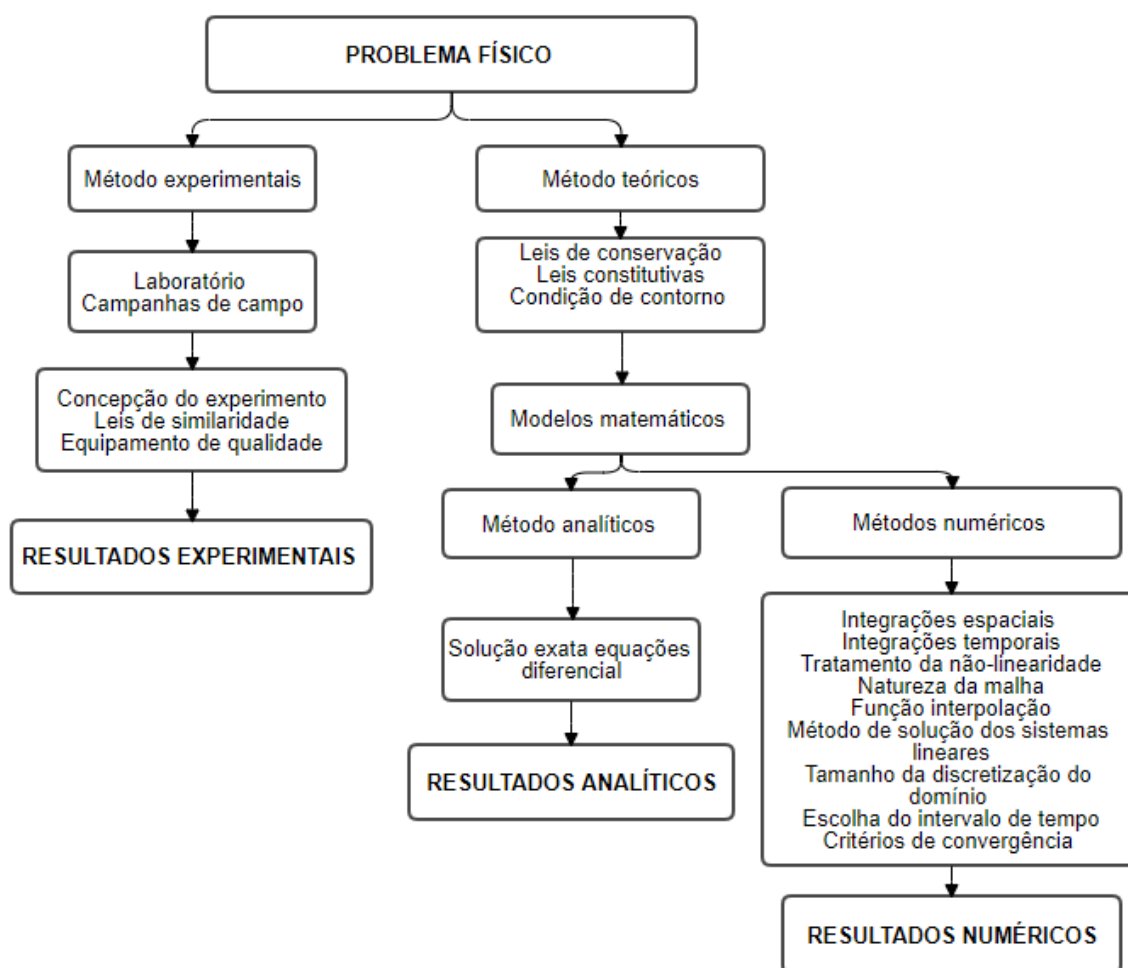 PROBLEMA FÍSICO
Método experimentais
Laboratório
Campanhas de campo
Concepção do experimento
Leis de similaridade
Equipamento de qualidade
RESULTADOS EXPERIMENTAIS
Método teóricos
Leis de conservação
Leis constitutivas
Condição de contorno
Modelos matemáticos
Método analíticos
Solução exata equações
diferencial
RESULTADOS ANALÍTICOS
Métodos numéricos
Integrações espaciais
Integrações temporais
Tratamento da não-linearidade
Natureza da malha
Função interpolação
Método de solução dos sistemas
lineares
Tamanho da discretização do
domínio
Escolha do intervalo de tempo
Critérios de convergência
RESULTADOS NUMÉRICOS